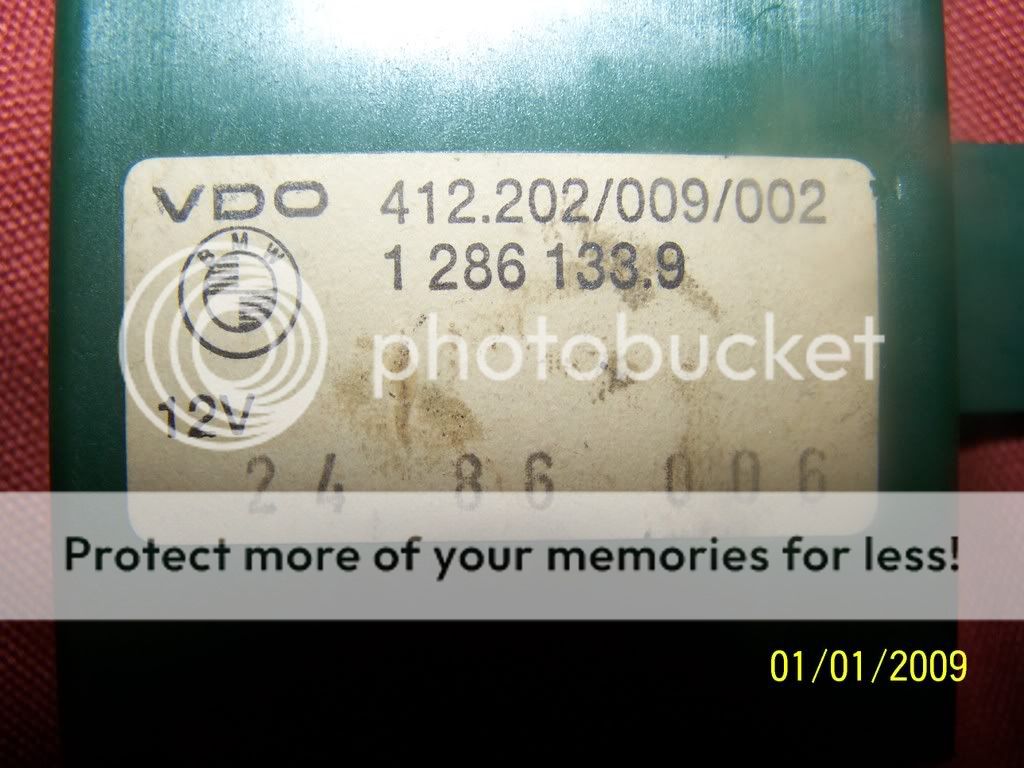 VDO 412.202/009/002
BMW 1 286 133.9
photobucket
12V
24 86 006
Protect more of your memories for less!
01/01/2009